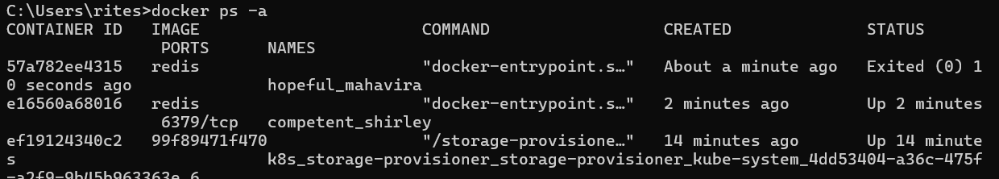 C:\Users\rites>docker ps -a
CONTAINER ID   IMAGE                       COMMAND                  CREATED              STATUS
                PORTS      NAMES
57a782ee4315   redis                       "docker-entrypoint.s…"   About a minute ago   Exited (0) 1
0 seconds ago              hopeful_mahavira
e16560a68016   redis                       "docker-entrypoint.s…"   2 minutes ago        Up 2 minutes
                6379/tcp   competent_shirley
ef19124340c2   99f89471f470                "/storage-provisione…"   14 minutes ago       Up 14 minute
s                          k8s_storage-provisioner_storage-provisioner_kube-system_4dd53404-a36c-475f
-a2f9-9b45b963363e_6